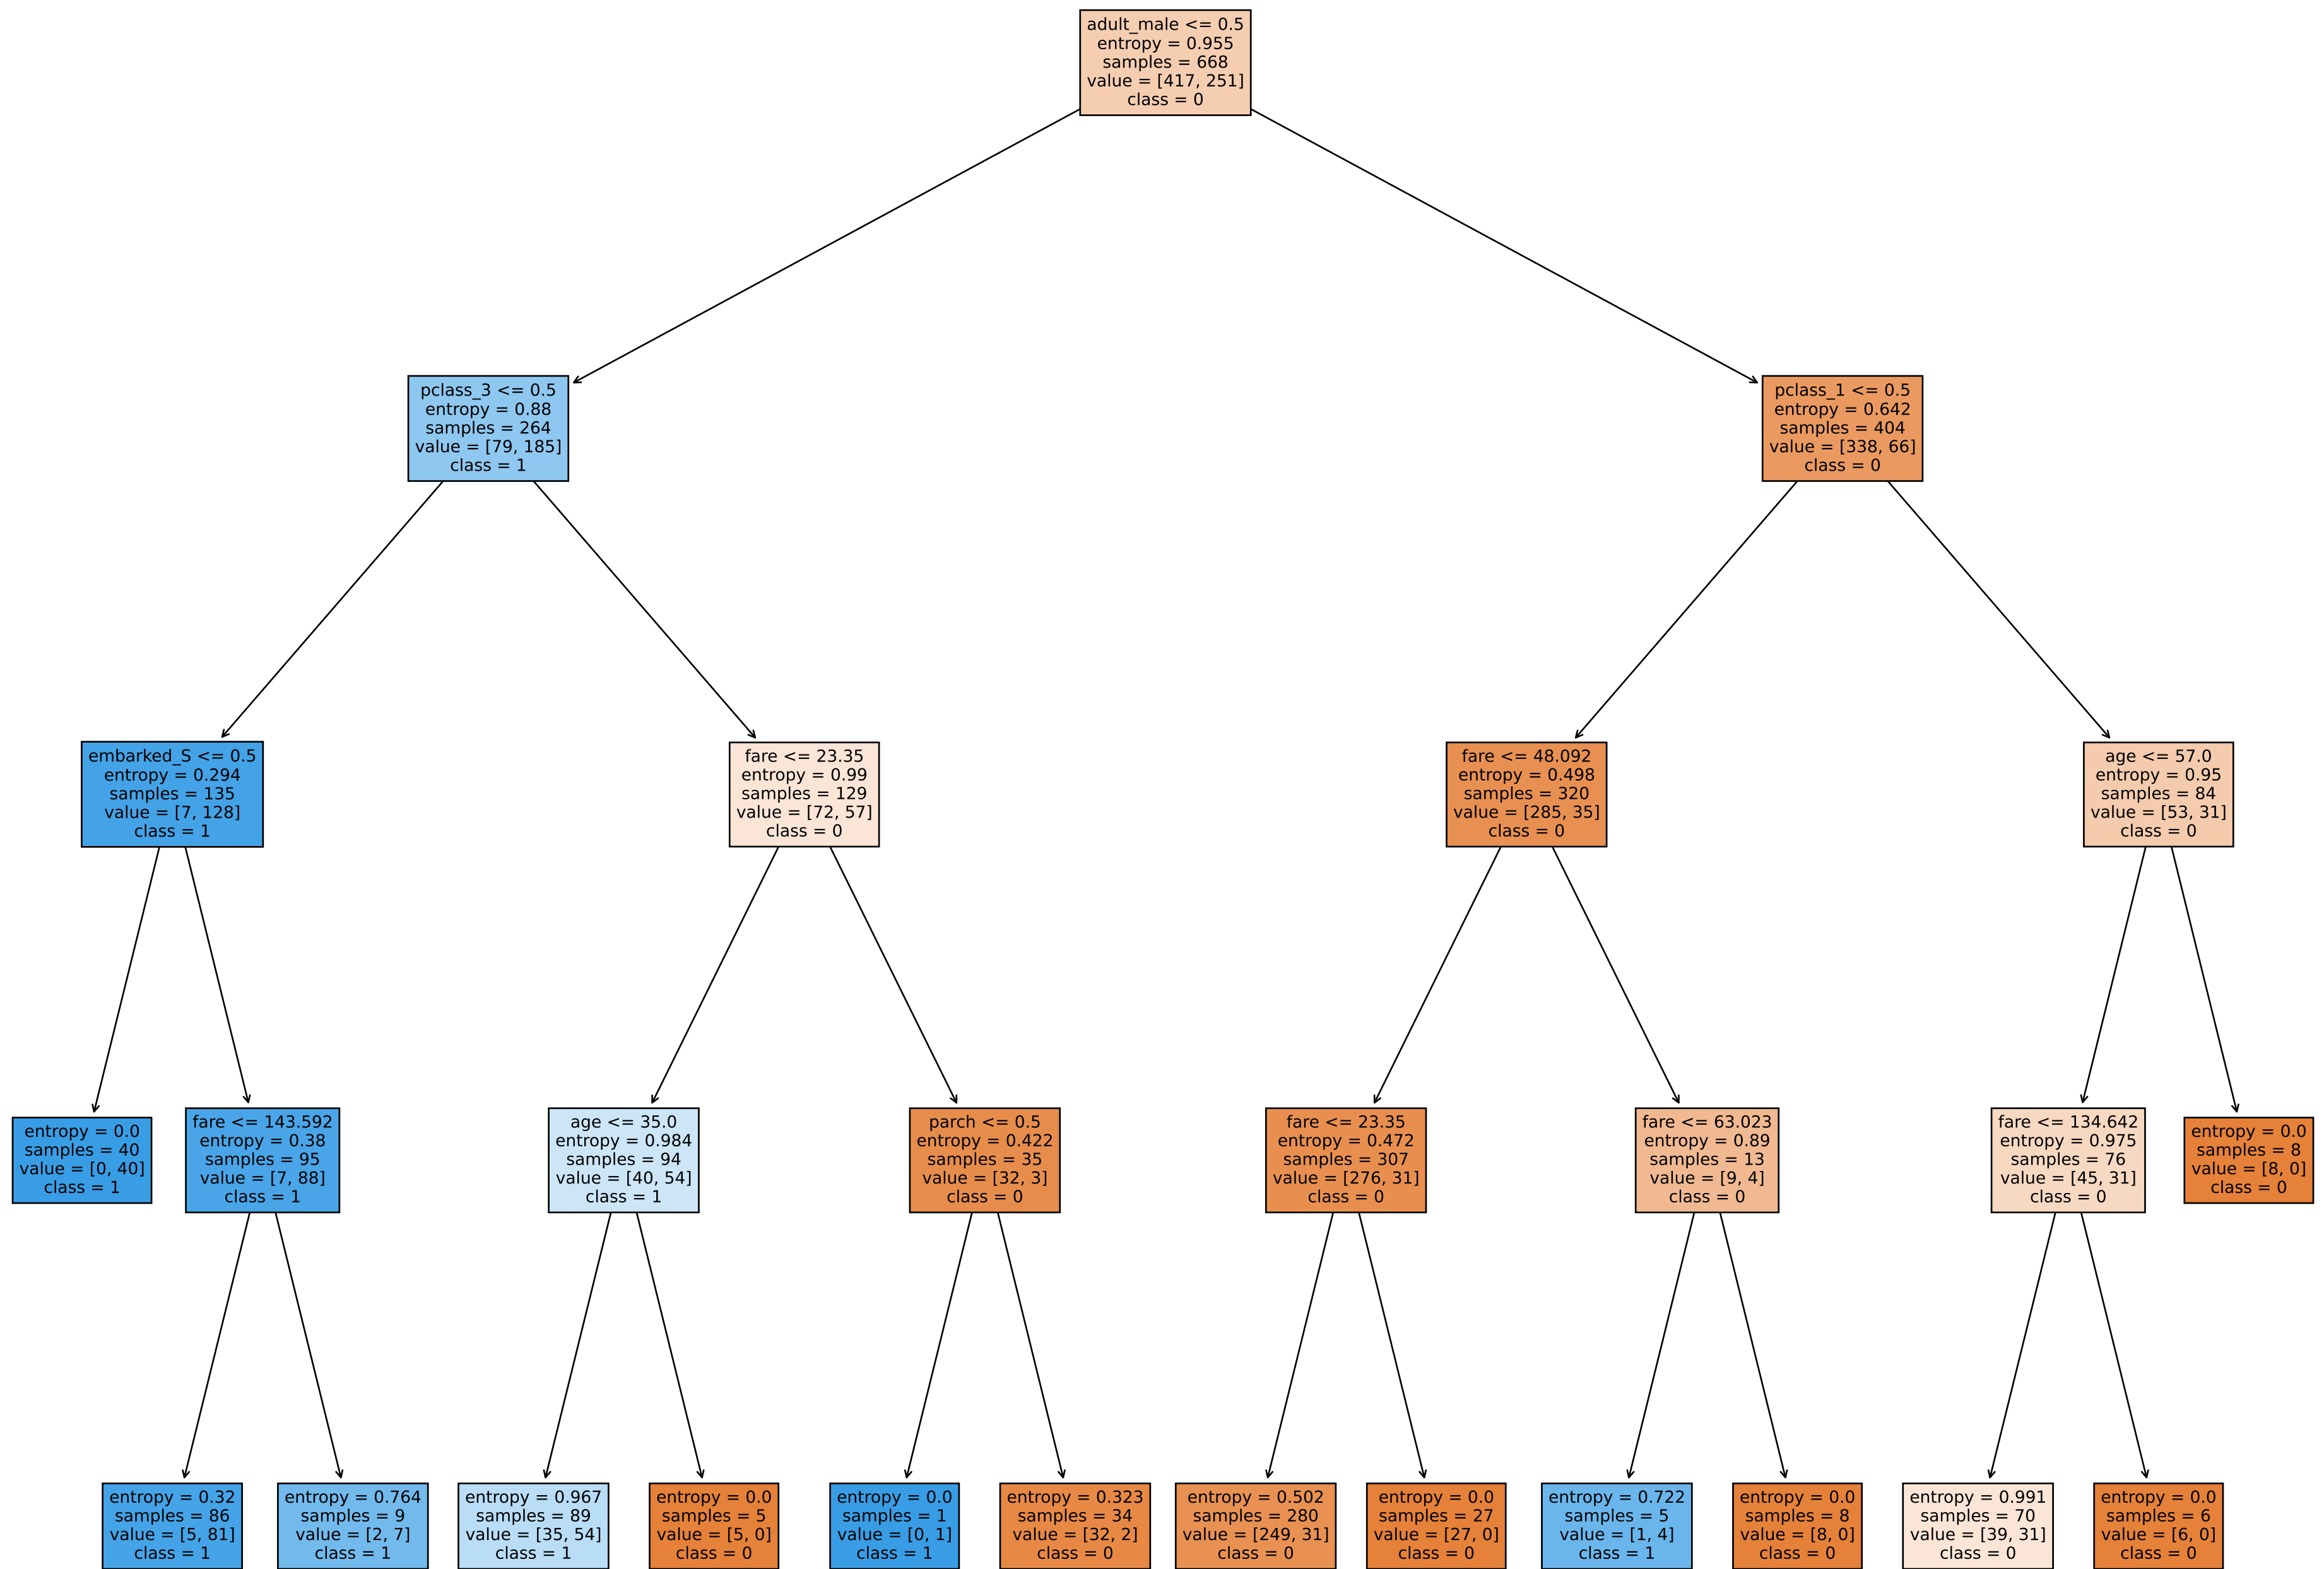 adult_male <= 0.5
entropy = 0.955
samples = 668
value = [417, 251]
class = 0
pclass_3 <= 0.5
entropy = 0.88
samples = 264
value = [79, 185]
class = 1
pclass_1 <= 0.5
entropy = 0.642
samples = 404
value = [338, 66]
class = 0
embarked_S <= 0.5
entropy = 0.294
samples = 135
value = [7, 128]
class = 1
fare <= 23.35
entropy = 0.99
samples = 129
value = [72, 57]
class = 0
fare <= 48.092
entropy = 0.498
samples = 320
value = [285, 35]
class = 0
age <= 57.0
entropy = 0.95
samples = 84
value = [53, 31]
class = 0
entropy = 0.0
samples = 40
value = [0, 40]
class = 1
fare <= 143.592
entropy = 0.38
samples = 95
value = [7, 88]
class = 1
age <= 35.0
entropy = 0.984
samples = 94
value = [40, 54]
class = 1
parch <= 0.5
entropy = 0.422
samples = 35
value = [32, 3]
class = 0
fare <= 23.35
entropy = 0.472
samples = 307
value = [276, 31]
class = 0
fare <= 63.023
entropy = 0.89
samples = 13
value = [9, 4]
class = 0
fare <= 134.642
entropy = 0.975
samples = 76
value = [45, 31]
class = 0
entropy = 0.0
samples = 8
value = [8, 0]
class = 0
entropy = 0.32
samples = 86
value = [5, 81]
class = 1
entropy = 0.764
samples = 9
value = [2, 7]
class = 1
entropy = 0.967
samples = 89
value = [35, 54]
class = 1
entropy = 0.0
samples = 5
value = [5, 0]
class = 0
entropy = 0.0
samples = 1
value = [0, 1]
class = 1
entropy = 0.323
samples = 34
value = [32, 2]
class = 0
entropy = 0.502
samples = 280
value = [249, 31]
class = 0
entropy = 0.0
samples = 27
value = [27, 0]
class = 0
entropy = 0.722
samples = 5
value = [1, 4]
class = 1
entropy = 0.0
samples = 8
value = [8, 0]
class = 0
entropy = 0.991
samples = 70
value = [39, 31]
class = 0
entropy = 0.0
samples = 6
value = [6, 0]
class = 0